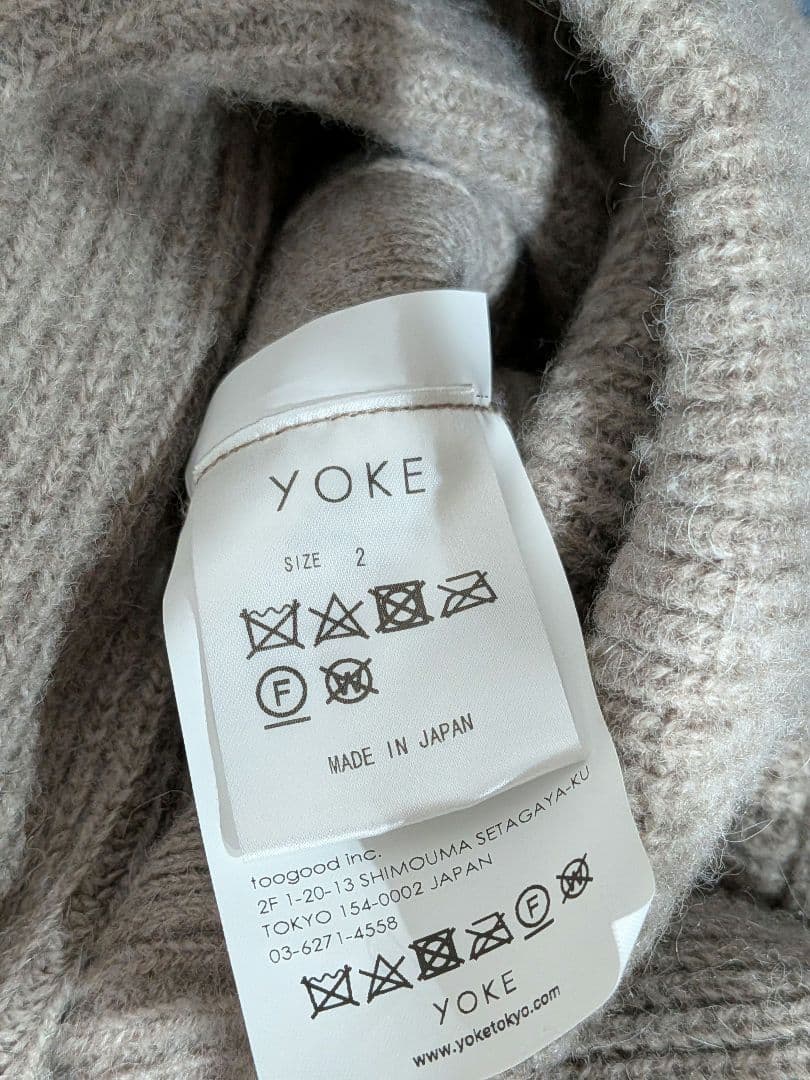 YOKE
SIZE 2
F W
MADE IN JAPAN
toogood inc.
2F 1-20-13 SHIMOUMA SETAGAYA-KU
TOKYO 154-0002 JAPAN
03-6271-4558
F W
YOKE
www.yoketokyo.com